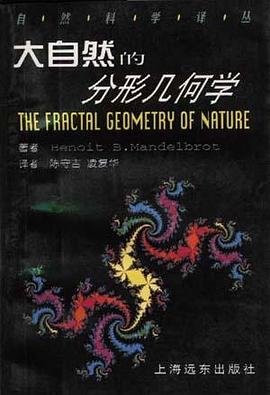 自然科学译丛
大自然的
分形几何学
THE FRACTAL GEOMETRY OF NATURE
著者 Benoit B.Mandelbrot
译者 陈守吉 凌复华
上海远东出版社